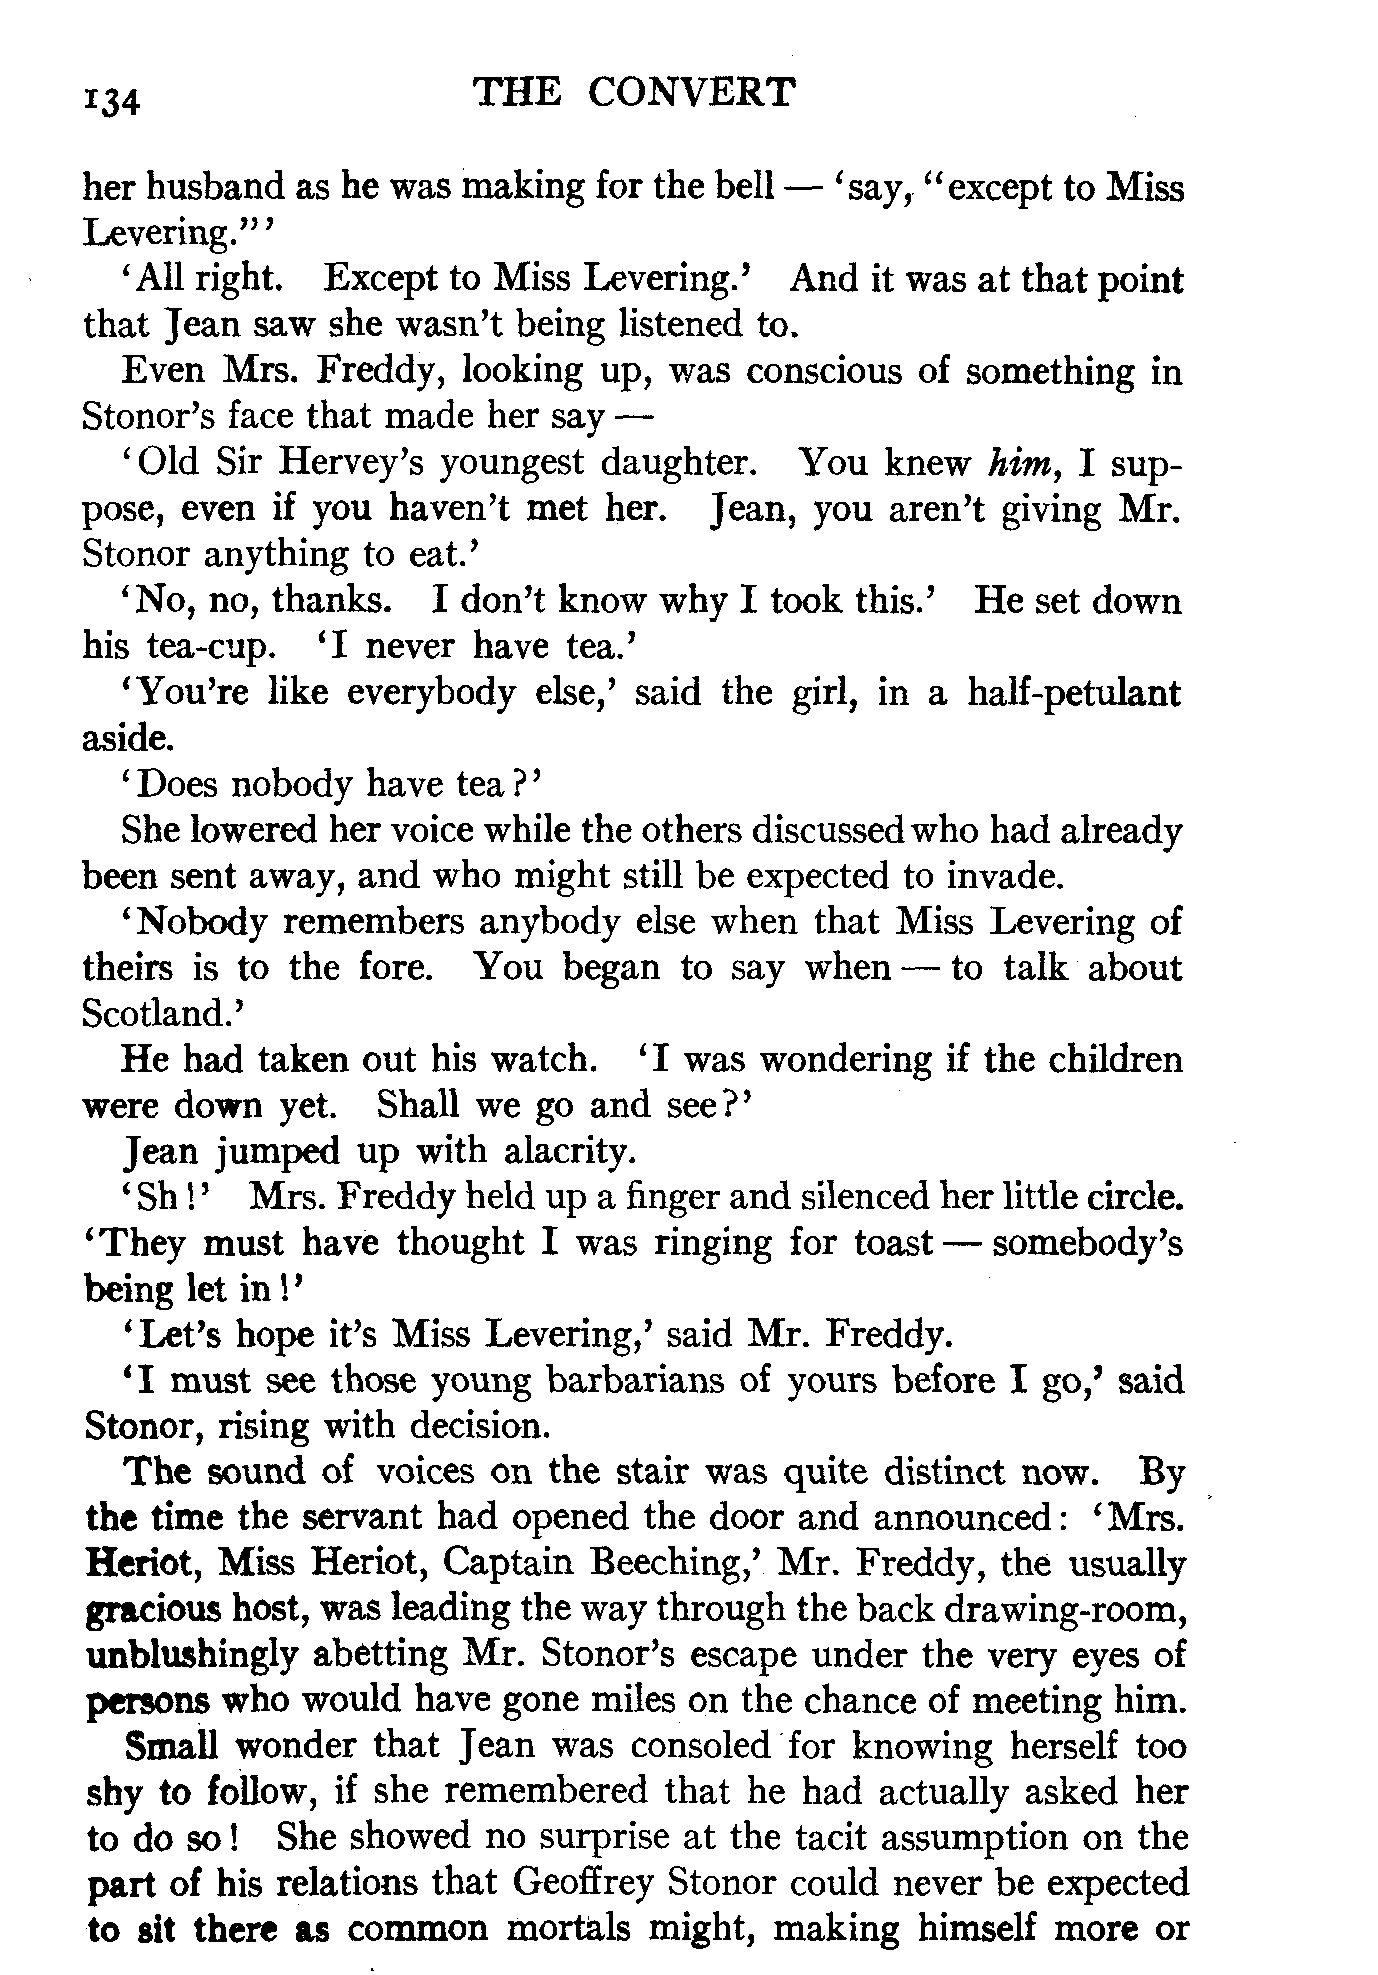 134 THE CONVERT
her husband as he was making for the bell — ‘say, “except to Miss
Levering.”’
‘All right. Except to Miss Levering.’ And it was at that point
that Jean saw she wasn’t being listened to.
Even Mrs. Freddy, looking up, was conscious of something in
Stonor’s face that made her say —
‘Old Sir Hervey’s youngest daughter. You knew him, I sup-
pose, even if you haven’t met her. Jean, you aren’t giving Mr.
Stonor anything to eat.’
‘No, no, thanks. I don’t know why I took this.’ He set down
his tea-cup. ‘I never have tea.’
‘You’re like everybody else,’ said the girl, in a half-petulant
aside.
‘Does nobody have tea?’
She lowered her voice while the others discussed who had already
been sent away, and who might still be expected to invade.
‘Nobody remembers anybody else when that Miss Levering of
theirs is to the fore. You began to say when — to talk about
Scotland.’
He had taken out his watch. ‘I was wondering if the children
were down yet. Shall we go and see?’
Jean jumped up with alacrity.
‘Sh!’ Mrs. Freddy held up a finger and silenced her little circle.
‘They must have thought I was ringing for toast — somebody’s
being let in!’
‘Let’s hope it’s Miss Levering,’ said Mr. Freddy.
‘I must see those young barbarians of yours before I go,’ said
Stonor, rising with decision.
The sound of voices on the stair was quite distinct now. By
the time the servant had opened the door and announced: ‘Mrs.
Heriot, Miss Heriot, Captain Beeching,’ Mr. Freddy, the usually
gracious host, was leading the way through the back drawing-room,
unblushingly abetting Mr. Stonor’s escape under the very eyes of
persons who would have gone miles on the chance of meeting him.
Small wonder that Jean was consoled for knowing herself too
shy to follow, if she remembered that he had actually asked her
to do so! She showed no surprise at the tacit assumption on the
part of his relations that Geoffrey Stonor could never be expected
to sit there as common mortals might, making himself more or